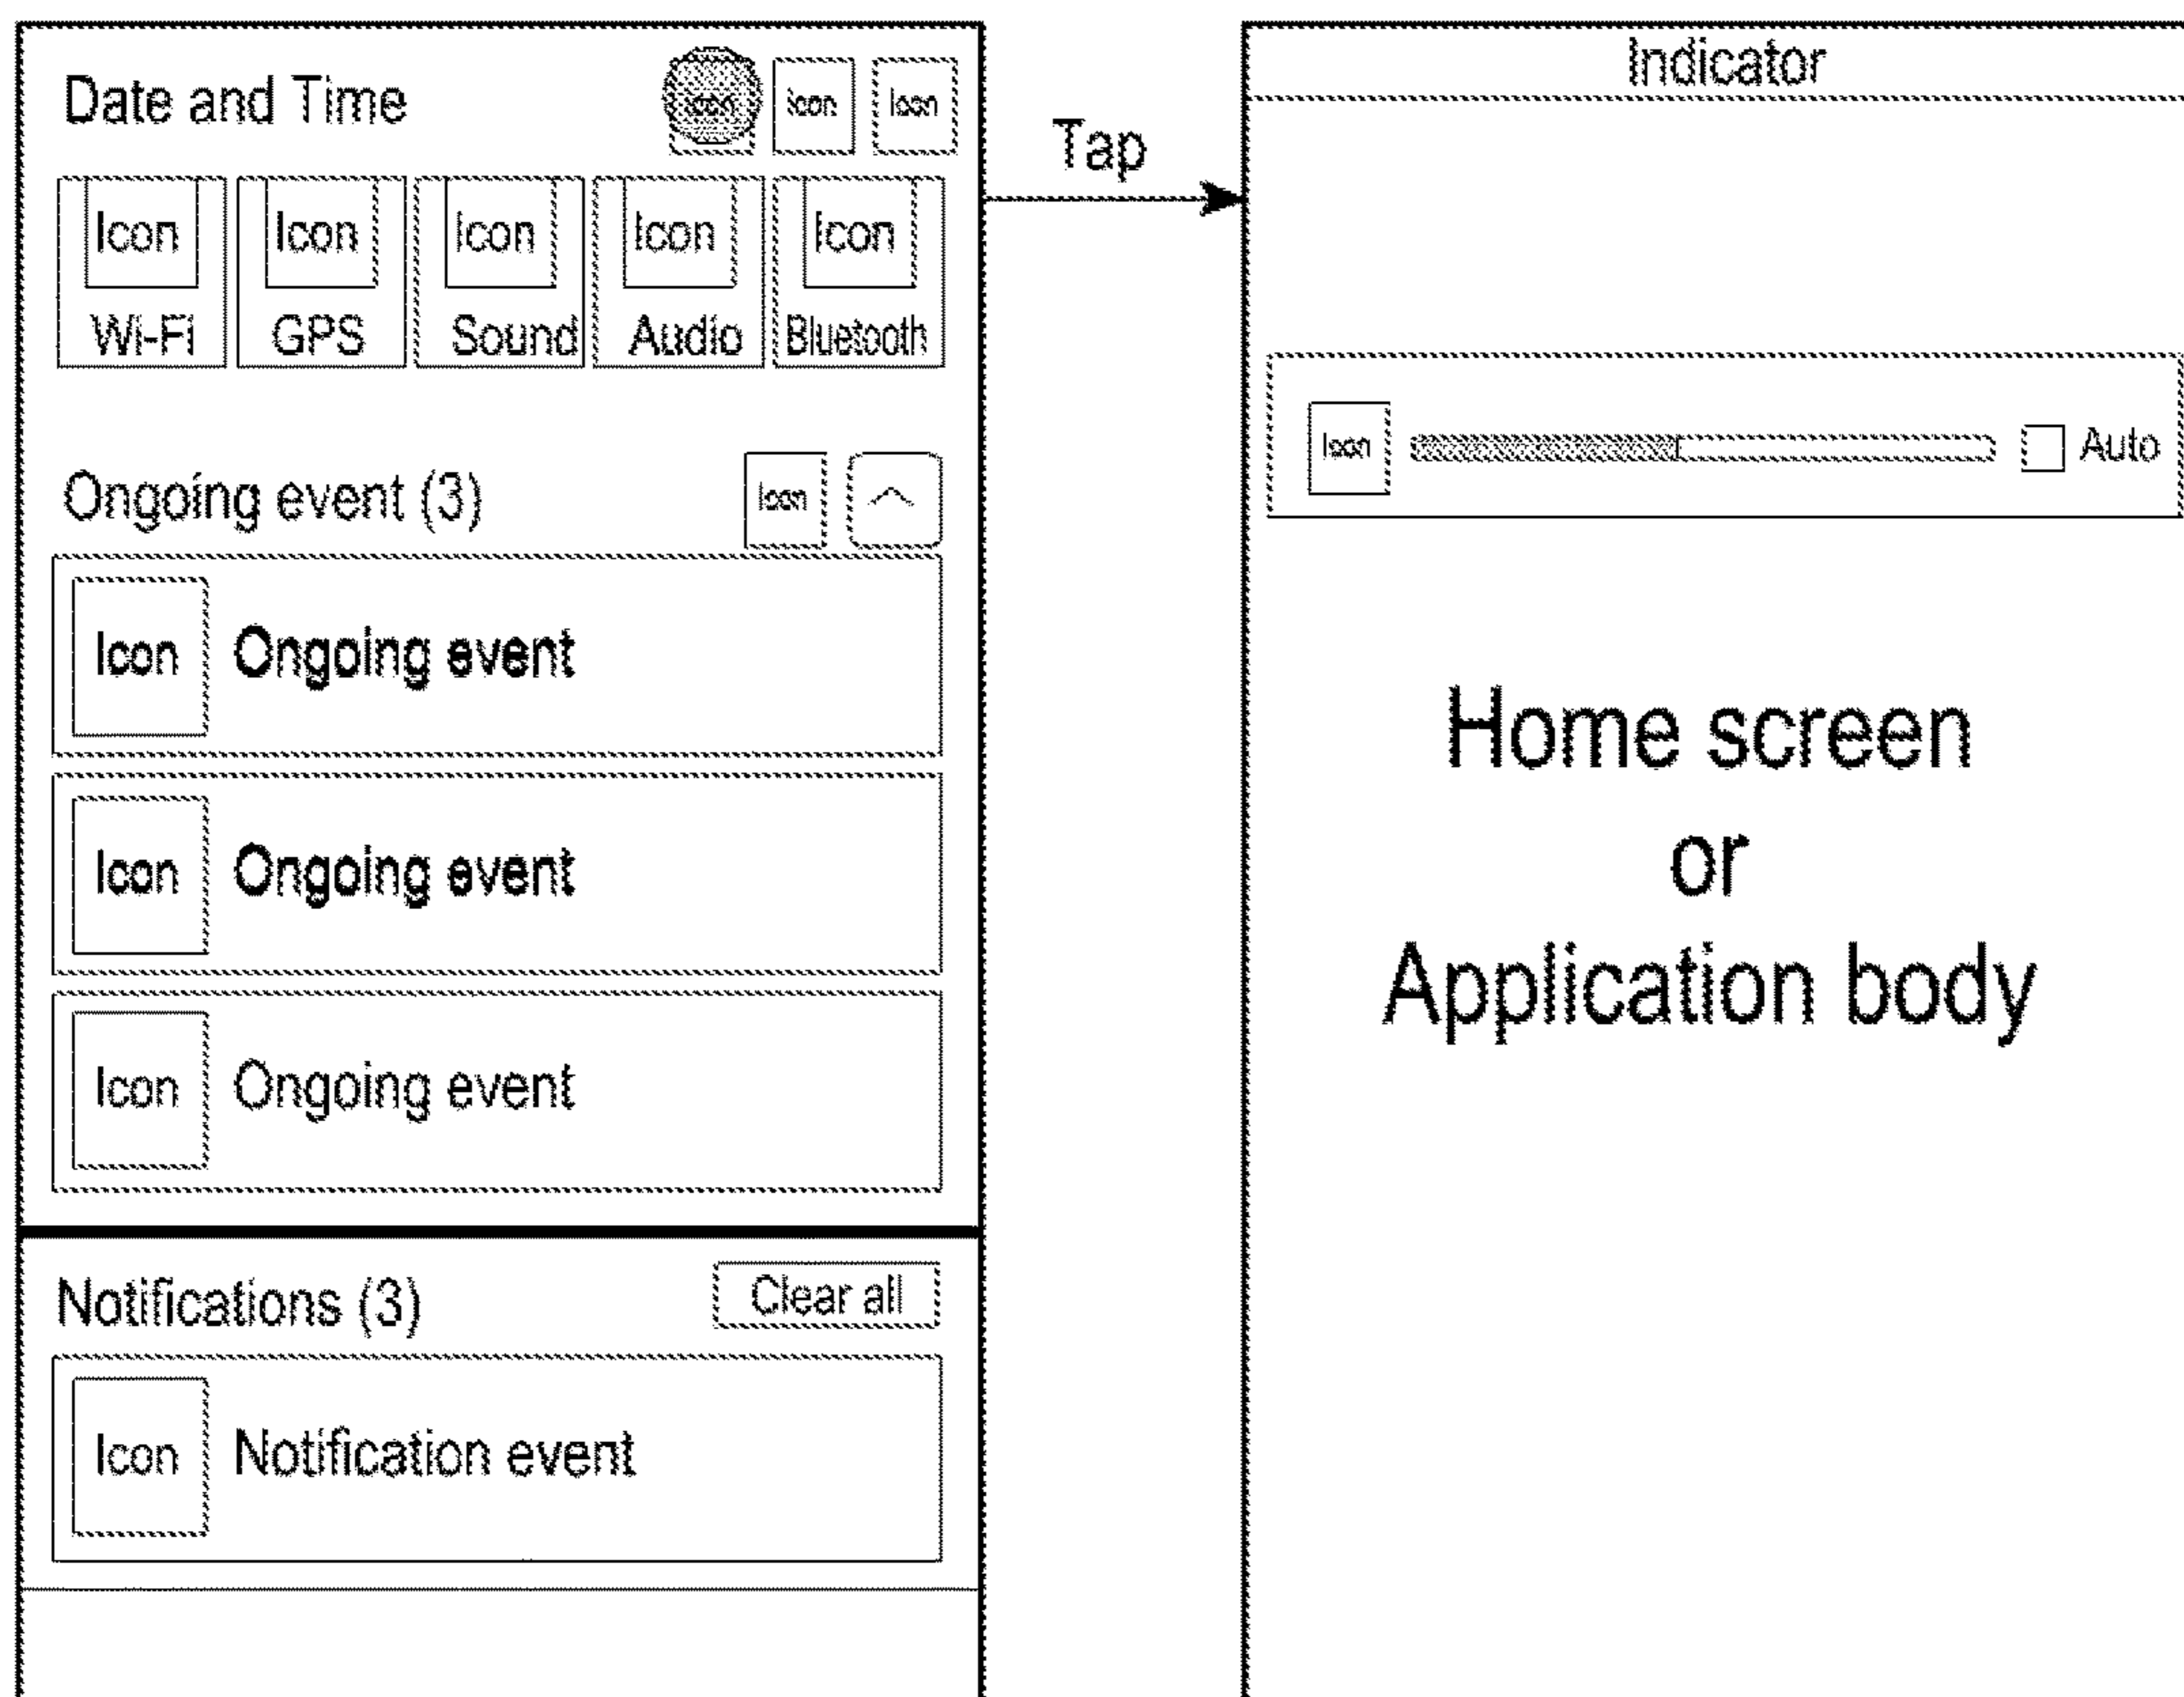 Date and Time
Icon Icon Icon
Icon Icon Icon Icon Icon
Wi-Fi GPS Sound Audio Bluetooth
Ongoing event (3)
Icon
Icon Ongoing event
Icon Ongoing event
Icon Ongoing event
Notifications (3)
Clear all
Icon Notification event
Tap
Indicator
Icon Auto
Home screen
or
Application body